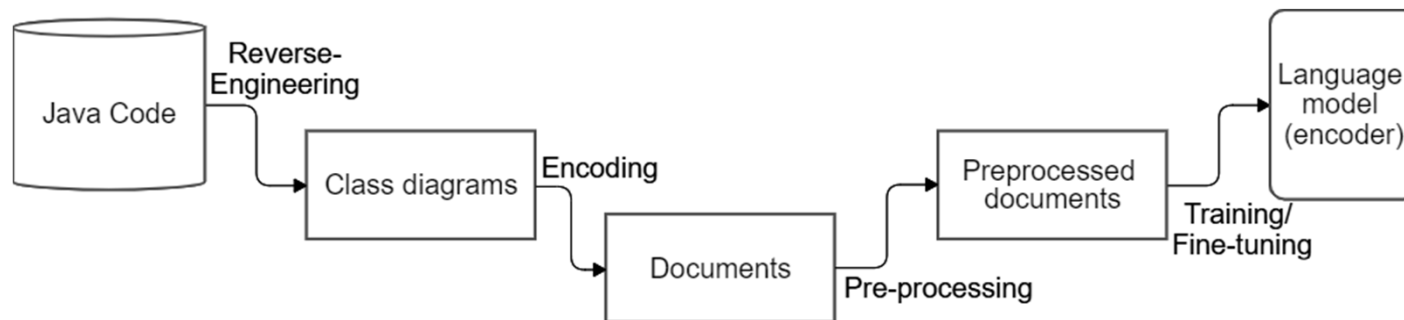 Java Code
Reverse-
Engineering
Class diagrams
Encoding
Documents
Pre-processing
Preprocessed
documents
Training/
Fine-tuning
Language
model
(encoder)